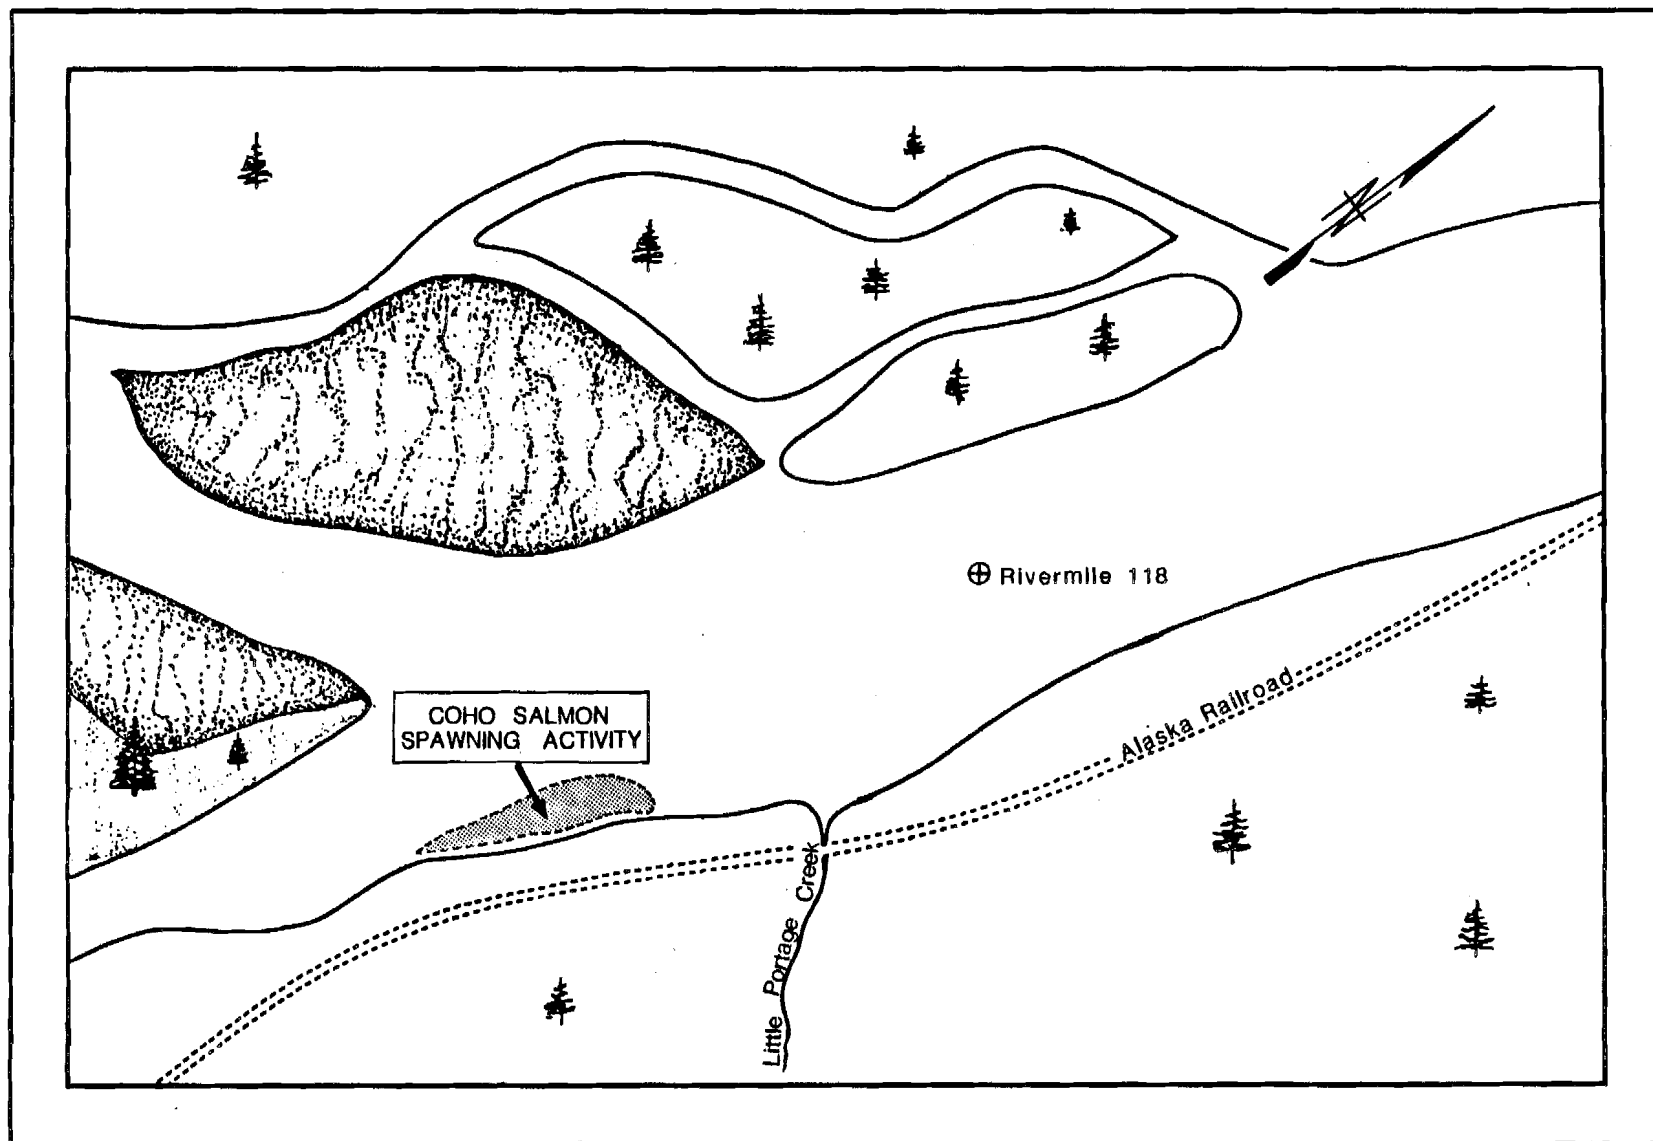 Rivermile 118
COHO SALMON
SPAWNING ACTIVITY
Alaska Railroad
Little Portage Creek